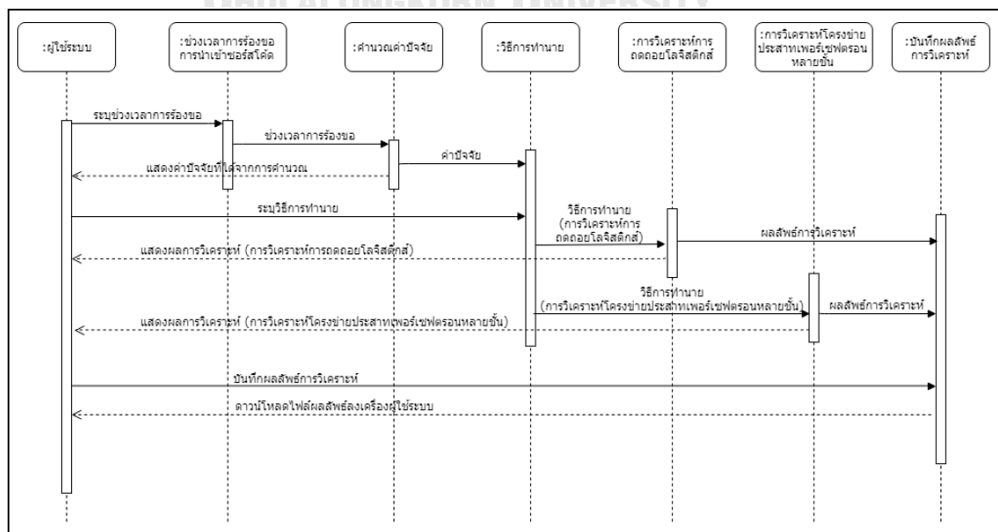 CHULALONGKORN UNIVERSITY
:ผู้ใช้ระบบ
:ช่วงเวลาการร้องขอ
การนำเข้าซอร์สโค้ด
:คำนวณค่าปัจจัย
:วิธีการทำนาย
:การวิเคราะห์การ
ถดถอยโลจิสติกส์
:การวิเคราะห์โครงข่าย
ประสาทเพอร์เซฟตรอน
หลายชั้น
:บันทึกผลลัพธ์
การวิเคราะห์
ระบุช่วงเวลาการร้องขอ
ช่วงเวลาการร้องขอ
ค่าปัจจัย
แสดงค่าปัจจัยที่ได้จากการคำนวณ
ระบุวิธีการทำนาย
วิธีการทำนาย
(การวิเคราะห์การ
ถดถอยโลจิสติกส์)
ผลลัพธ์การวิเคราะห์
แสดงผลการวิเคราะห์ (การวิเคราะห์การถดถอยโลจิสติกส์)
วิธีการทำนาย
(การวิเคราะห์โครงข่ายประสาทเพอร์เซฟตรอนหลายชั้น)
ผลลัพธ์การวิเคราะห์
แสดงผลการวิเคราะห์ (การวิเคราะห์โครงข่ายประสาทเพอร์เซฟตรอนหลายชั้น)
บันทึกผลลัพธ์การวิเคราะห์
ดาวน์โหลดไฟล์ผลลัพธ์ลงเครื่องผู้ใช้ระบบ